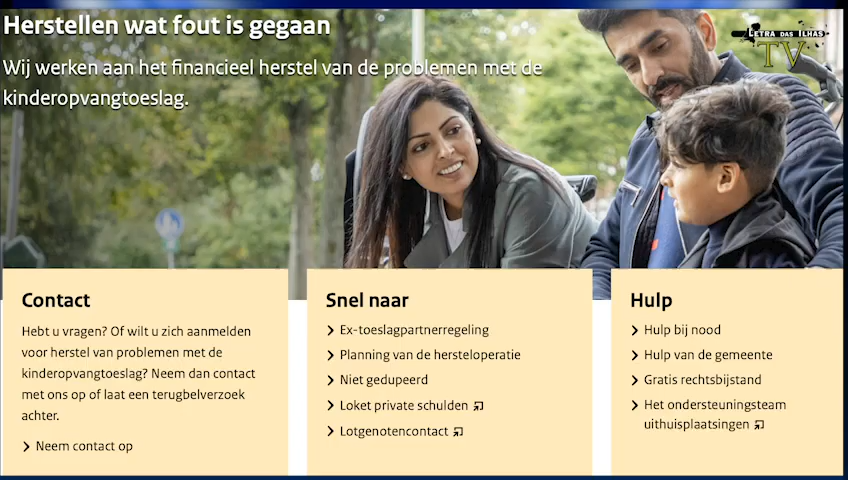 Herstellen wat fout is gegaan
Wij werken aan het financieel herstel van de problemen met de
kinderopvangtoeslag.
LETRA DAS ILHAS
TV
Contact
Hebt u vragen? Of wilt u zich aanmelden
voor herstel van problemen met de
kinderopvangtoeslag? Neem dan contact
met ons op of laat een terugbelverzoek
achter.
Neem contact op
Snel naar
Ex-toeslagpartnerregeling
Planning van de hersteloperatie
Niet gedupeerd
Loket private schulden
Lotgenotencontact
Hulp
Hulp bij nood
Hulp van de gemeente
Gratis rechtsbijstand
Het ondersteuningsteam
uithuisplaatsingen